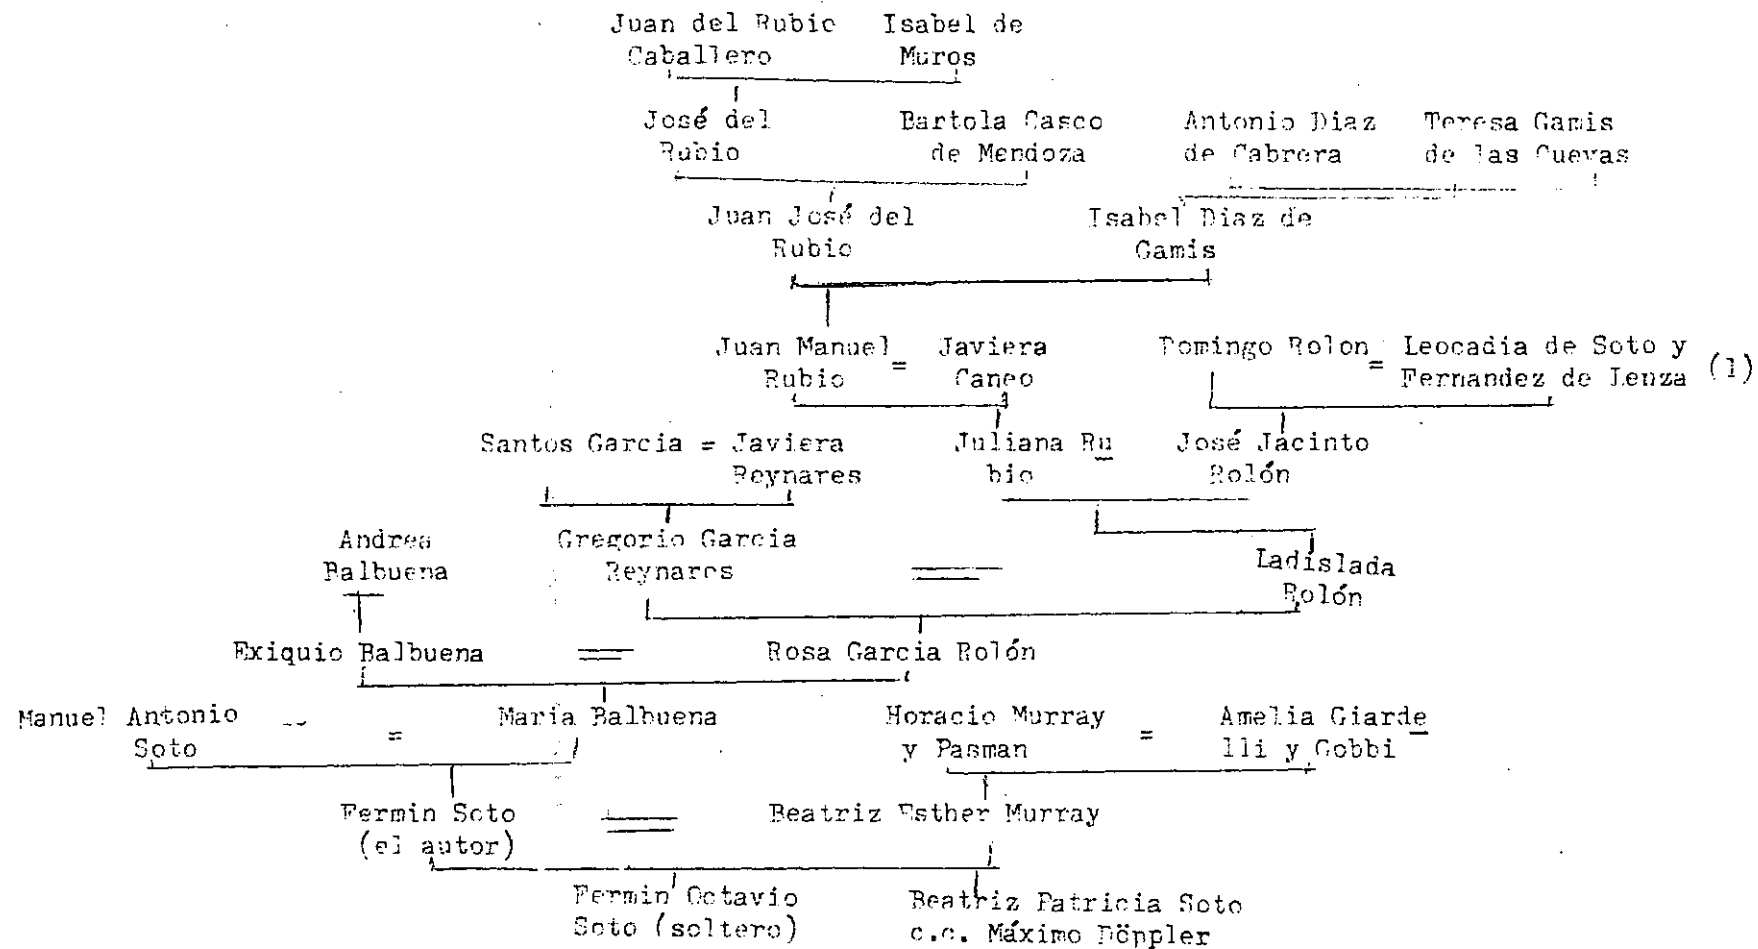 Juan del Rubio Isabel de
Caballero Muros
José del Bartola Casco Antonio Diaz Teresa Gamis
Rubio de Mendoza de Cabrera de las Cuevas
Juan José del Isabel Diaz de
Rubio Gamis
Juan Manuel = Javiera Domingo Rolon = Leocadia de Soto y (1)
Rubio Caneo Fernandez de Lenza
Santos Garcia = Javiera Juliana Ru José Jacinto
Reynares bio Rolón
Andrea Gregorio Garcia Ladislada
Balbuena Reynares = Rolón
Exiquio Balbuena = Rosa Garcia Rolón
Manuel Antonio = María Balbuena Horacio Murray = Amelia Giarde
Soto y Pasman lli y Gobbi
Fermin Soto = Beatriz Esther Murray
(el autor)
Fermin Octavio Beatriz Patricia Soto
Soto (soltero) c.c. Máximo Döppler